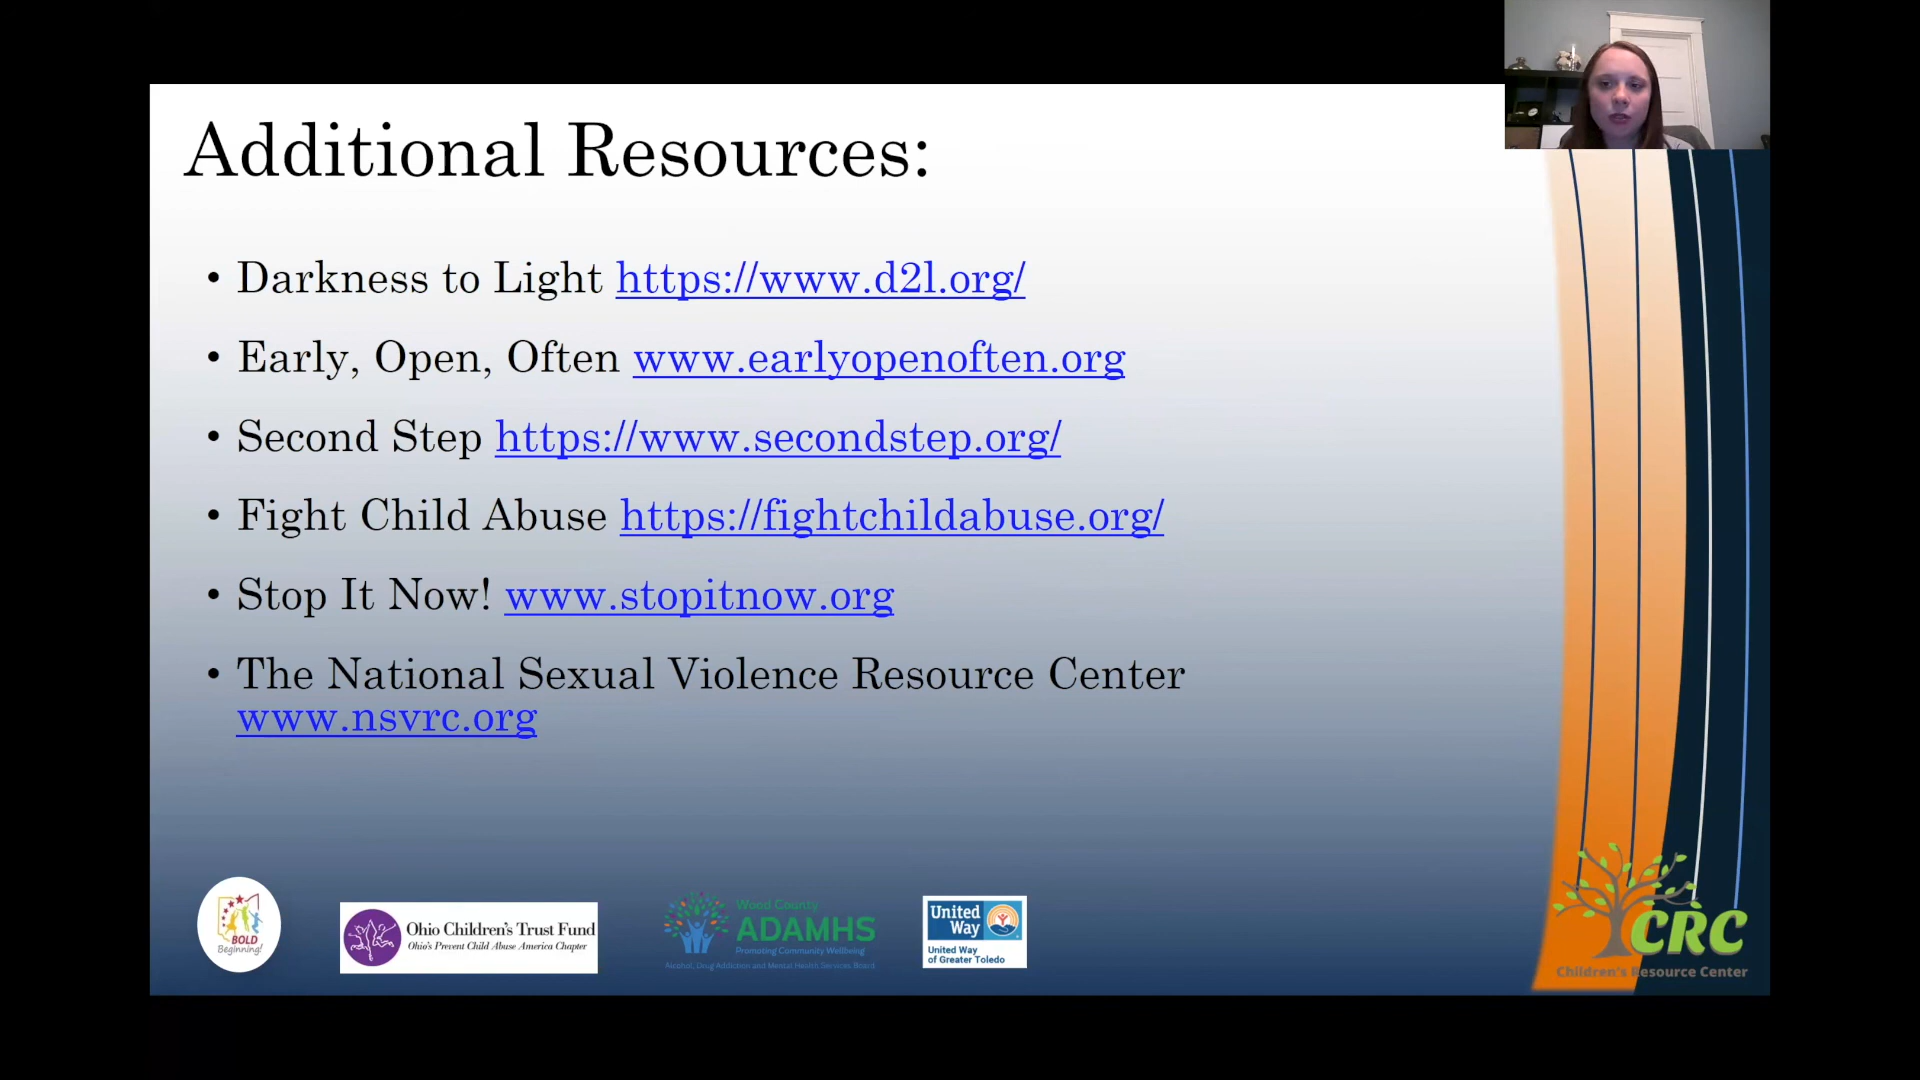 Additional Resources:
• Darkness to Light https://www.d2l.org/
• Early, Open, Often www.earlyopenoften.org
• Second Step https://www.secondstep.org/
• Fight Child Abuse https://fightchildabuse.org/
• Stop It Now! www.stopitnow.org
• The National Sexual Violence Resource Center
www.nsvrc.org
BOLD
Beginning!
Ohio Children's Trust Fund
Ohio's Prevent Child Abuse America Chapter
Wood County
ADAMHS
Promoting Community Wellbeing
Alcohol, Drug Addiction and Mental Health Services Board
United
Way
United Way
of Greater Toledo
CRC
Children's Resource Center